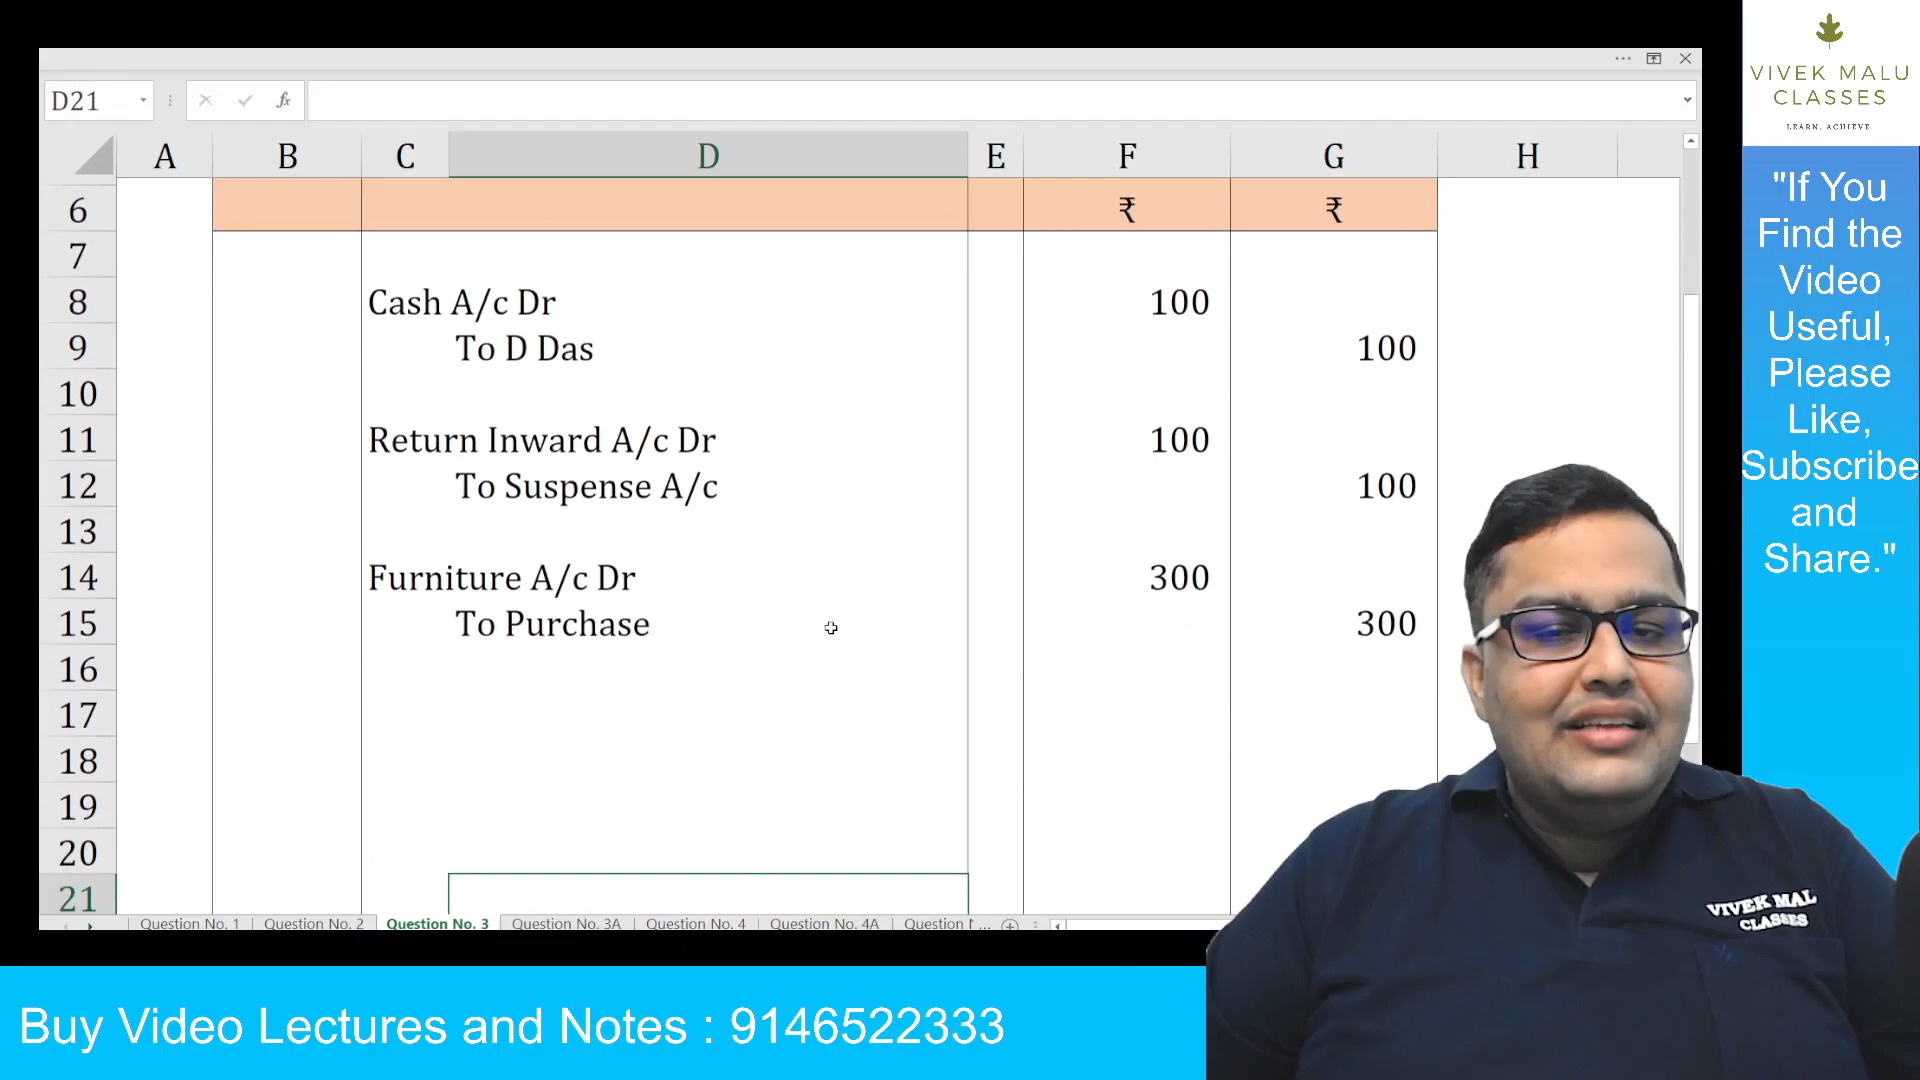 D21
fx
A B C D E F G H
6 ₹ ₹
7
8 Cash A/c Dr 100
9 To D Das 100
10
11 Return Inward A/c Dr 100
12 To Suspense A/c 100
13
14 Furniture A/c Dr 300
15 To Purchase 300
16
17
18
19
20
21
Question No. 1 Question No. 2 Question No. 3 Question No. 3A Question No. 4 Question No. 4A Question N ...
VIVEK MALU
CLASSES
LEARN. ACHIEVE.
"If You
Find the
Video
Useful,
Please
Like,
Subscribe
and
Share."
VIVEK MAL
CLASSES
Buy Video Lectures and Notes : 9146522333